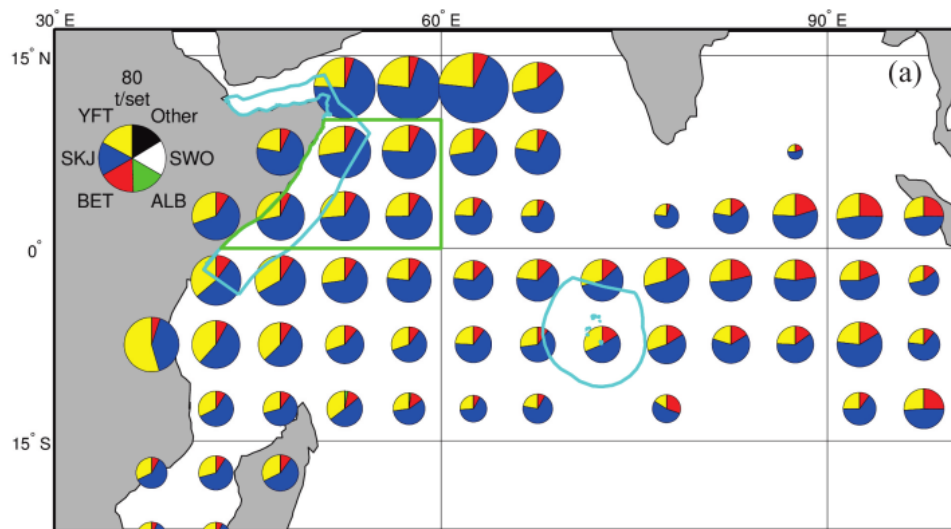 30° E
60° E
90° E
15° N
(a)
80
t/set
YFT
Other
SKJ
SWO
BET
ALB
0°
15° S